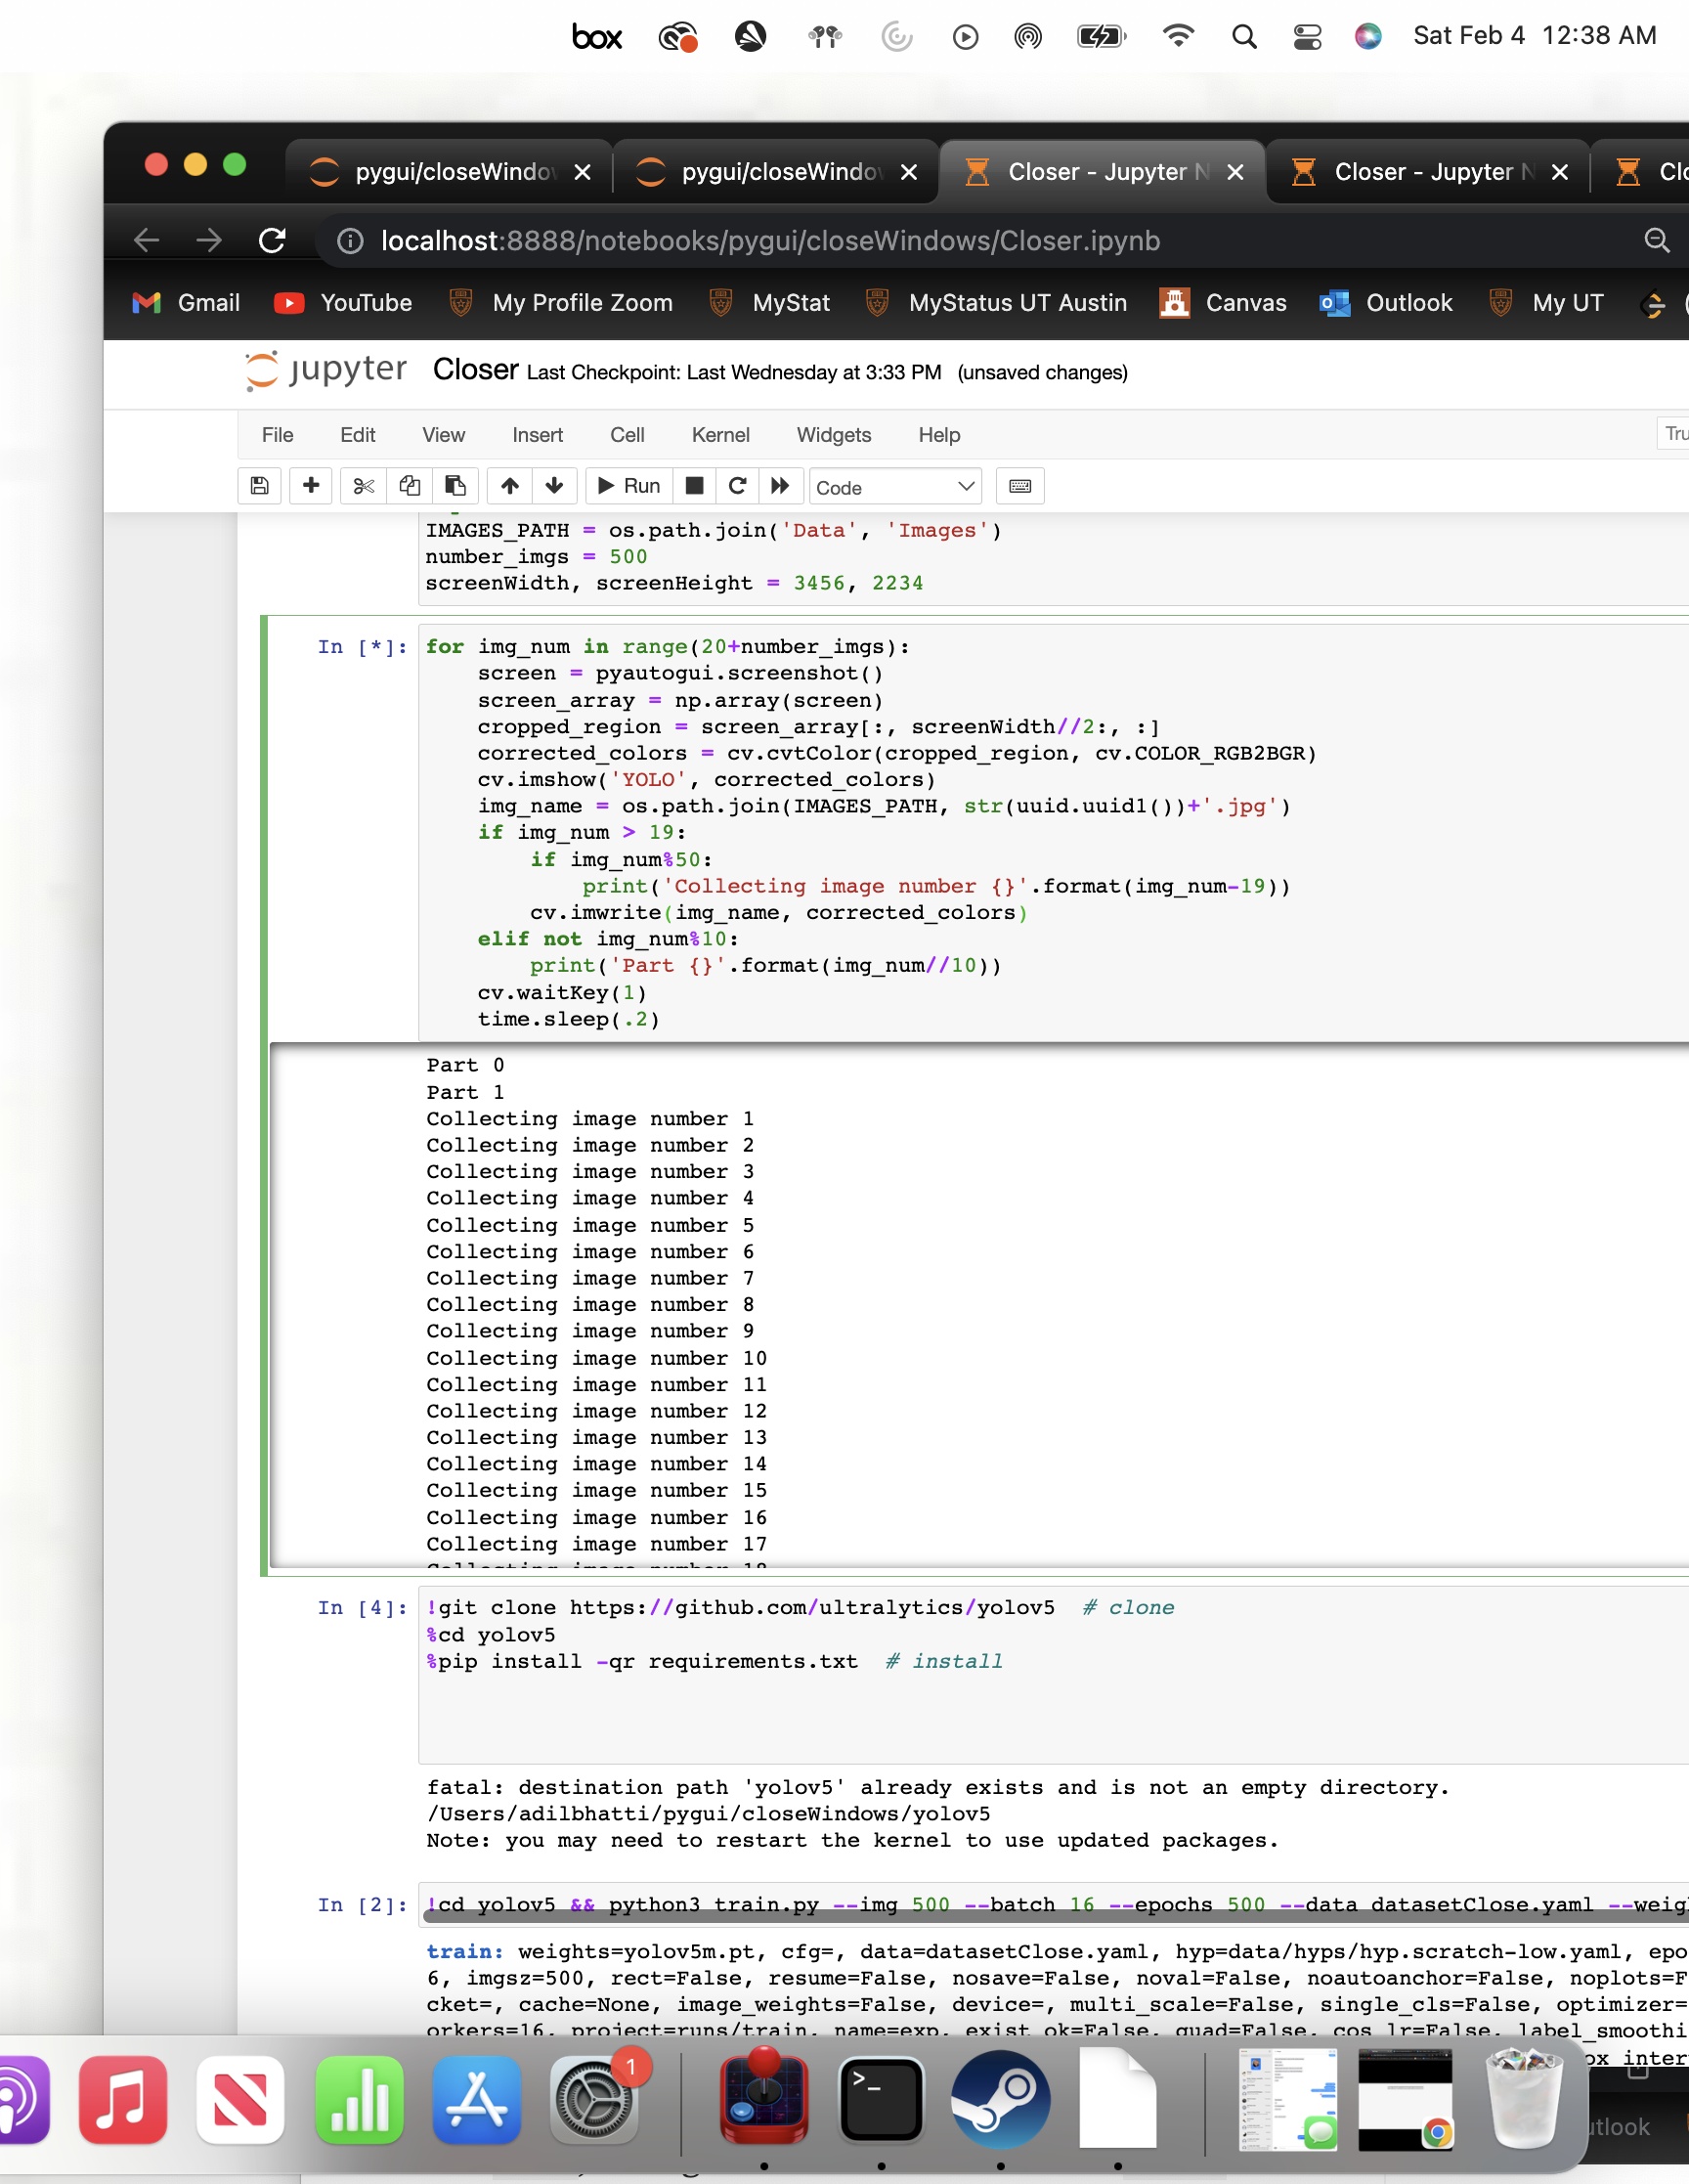 box Sat Feb 4 12:38 AM
pygui/closeWindo pygui/closeWindo Closer - Jupyter N Closer - Jupyter N Clo
localhost:8888/notebooks/pygui/closeWindows/Closer.ipynb
Gmail YouTube My Profile Zoom MyStat MyStatus UT Austin Canvas Outlook My UT
jupyter Closer Last Checkpoint: Last Wednesday at 3:33 PM (unsaved changes)
File Edit View Insert Cell Kernel Widgets Help Tru
Run Code
IMAGES_PATH = os.path.join('Data', 'Images')
number_imgs = 500
screenWidth, screenHeight = 3456, 2234
In [*]: for img_num in range(20+number_imgs):
screen = pyautogui.screenshot()
screen_array = np.array(screen)
cropped_region = screen_array[:, screenWidth//2:, :]
corrected_colors = cv.cvtColor(cropped_region, cv.COLOR_RGB2BGR)
cv.imshow('YOLO', corrected_colors)
img_name = os.path.join(IMAGES_PATH, str(uuid.uuid1())+'.jpg')
if img_num > 19:
if img_num%50:
print('Collecting image number {}'.format(img_num-19))
cv.imwrite(img_name, corrected_colors)
elif not img_num%10:
print('Part {}'.format(img_num//10))
cv.waitKey(1)
time.sleep(.2)
Part 0
Part 1
Collecting image number 1
Collecting image number 2
Collecting image number 3
Collecting image number 4
Collecting image number 5
Collecting image number 6
Collecting image number 7
Collecting image number 8
Collecting image number 9
Collecting image number 10
Collecting image number 11
Collecting image number 12
Collecting image number 13
Collecting image number 14
Collecting image number 15
Collecting image number 16
Collecting image number 17
Collecting image number 18
In [4]: !git clone https://github.com/ultralytics/yolov5 # clone
%cd yolov5
%pip install -qr requirements.txt # install
fatal: destination path 'yolov5' already exists and is not an empty directory.
/Users/adilbhatti/pygui/closeWindows/yolov5
Note: you may need to restart the kernel to use updated packages.
In [2]: !cd yolov5 && python3 train.py --img 500 --batch 16 --epochs 500 --data datasetClose.yaml --weig
train: weights=yolov5m.pt, cfg=, data=datasetClose.yaml, hyp=data/hyps/hyp.scratch-low.yaml, epo
6, imgsz=500, rect=False, resume=False, nosave=False, noval=False, noautoanchor=False, noplots=F
cket=, cache=None, image_weights=False, device=, multi_scale=False, single_cls=False, optimizer=
orkers=16, project=runs/train, name=exp, exist_ok=False, quad=False, cos_lr=False, label_smoothi
ox inter
1
utlook